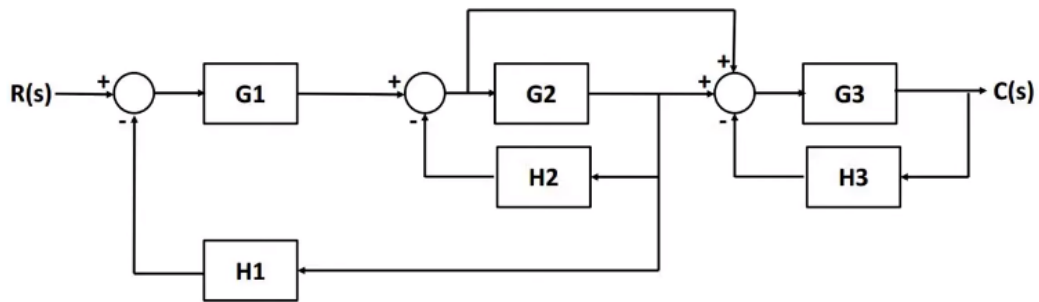 +
+
+
+
R(s)
G1
G2
G3
C(s)
-
-
-
H2
H3
H1